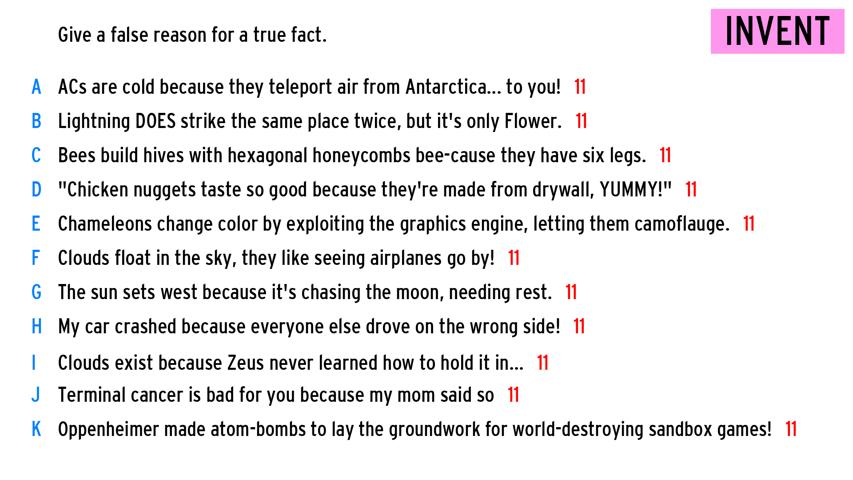 Give a false reason for a true fact.
INVENT
A ACs are cold because they teleport air from Antarctica... to you! 11
B Lightning DOES strike the same place twice, but it's only Flower. 11
C Bees build hives with hexagonal honeycombs bee-cause they have six legs. 11
D "Chicken nuggets taste so good because they're made from drywall, YUMMY!" 11
E Chameleons change color by exploiting the graphics engine, letting them camoflauge. 11
F Clouds float in the sky, they like seeing airplanes go by! 11
G The sun sets west because it's chasing the moon, needing rest. 11
H My car crashed because everyone else drove on the wrong side! 11
I Clouds exist because Zeus never learned how to hold it in... 11
J Terminal cancer is bad for you because my mom said so 11
K Oppenheimer made atom-bombs to lay the groundwork for world-destroying sandbox games! 11